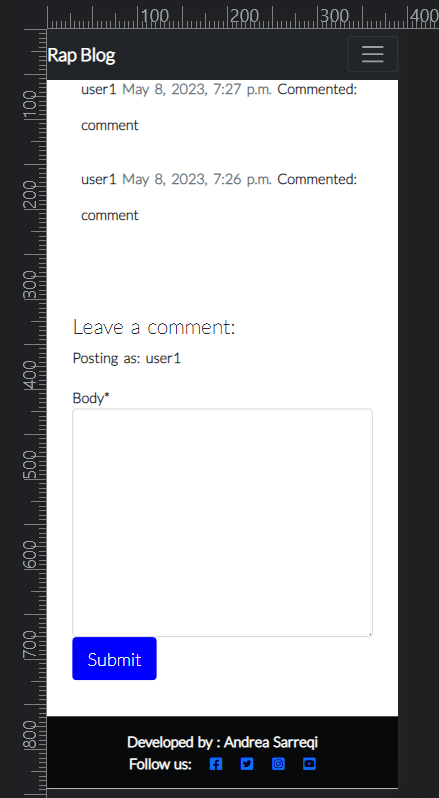 100 200 300 400
Rap Blog
user1 May 8, 2023, 7:27 p.m. Commented:
comment
user1 May 8, 2023, 7:26 p.m. Commented:
comment
Leave a comment:
Posting as: user1
Body*
Submit
Developed by : Andrea Sarreqi
Follow us:
100
200
300
400
500
600
700
800